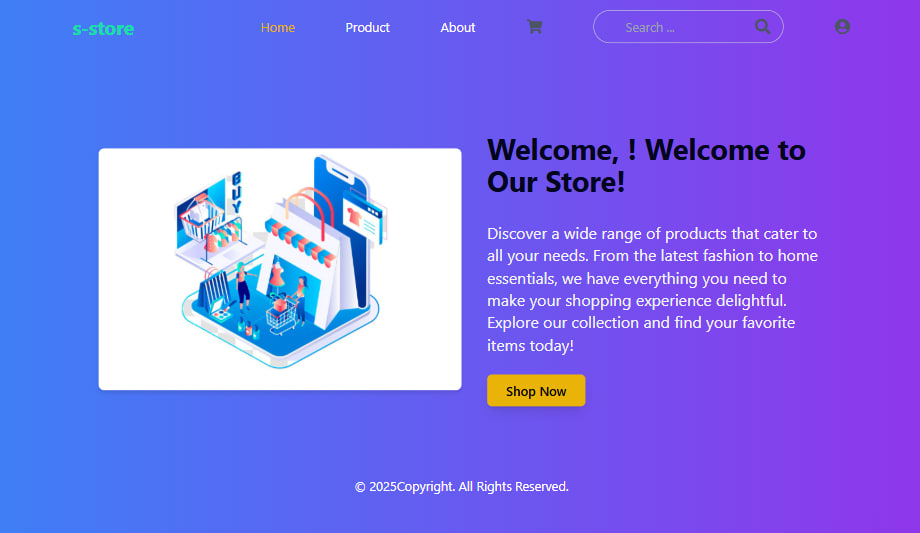 s-store
Home
Product
About
Search ...
BUY
Welcome, ! Welcome to
Our Store!
Discover a wide range of products that cater to
all your needs. From the latest fashion to home
essentials, we have everything you need to
make your shopping experience delightful.
Explore our collection and find your favorite
items today!
Shop Now
© 2025Copyright. All Rights Reserved.